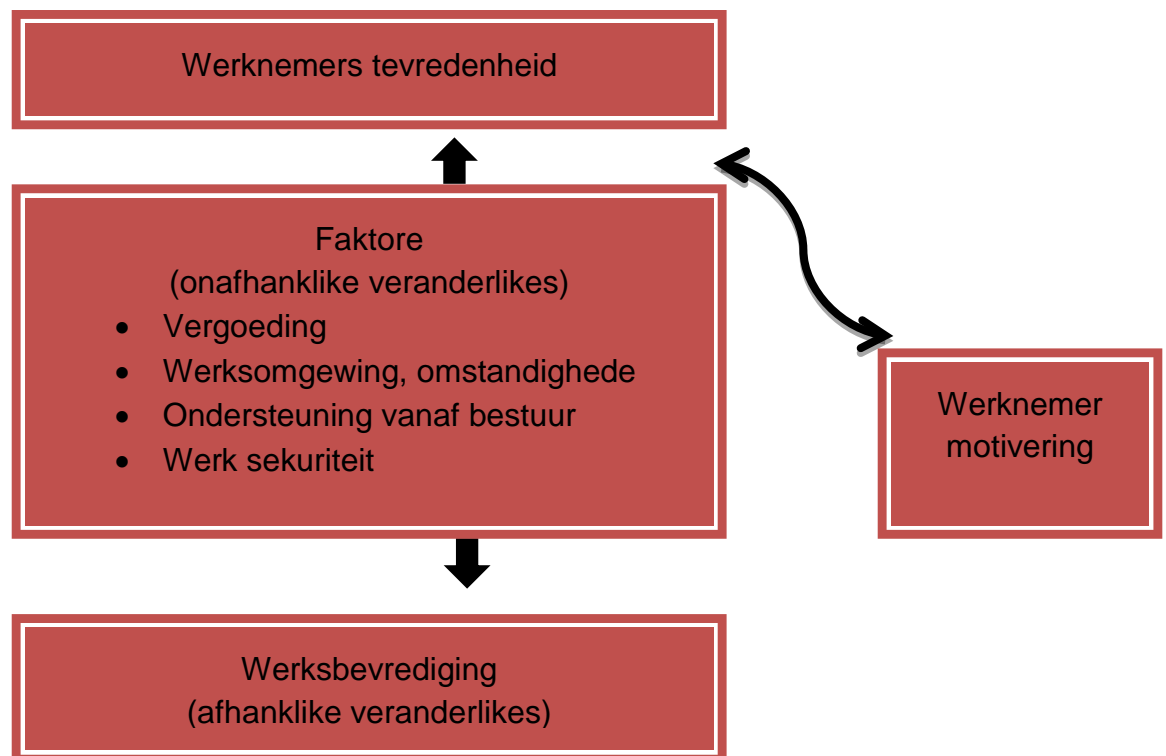 Werknemers tevredenheid
Faktore
(onafhanklike veranderlikes)
• Vergoeding
• Werksomgewing, omstandighede
• Ondersteuning vanaf bestuur
• Werk sekuriteit
Werknemer
motivering
Werksbevrediging
(afhanklike veranderlikes)